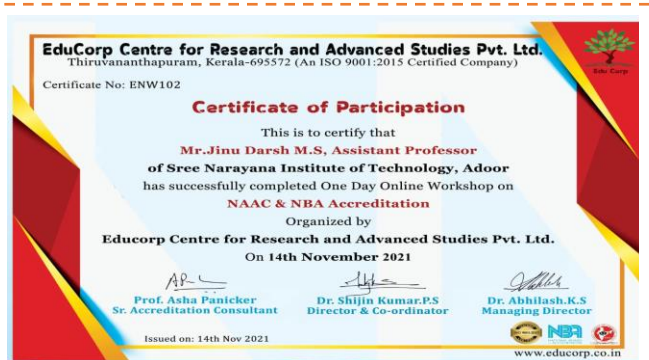 EduCorp Centre for Research and Advanced Studies Pvt. Ltd.
Thiruvananthapuram, Kerala-695572 (An ISO 9001:2015 Certified Company)
Edu Carp
Certificate No: ENW102
Certificate of Participation
This is to certify that
Mr.Jinu Darsh M.S, Assistant Professor
of Sree Narayana Institute of Technology, Adoor
has successfully completed One Day Online Workshop on
NAAC & NBA Accreditation
Organized by
Educorp Centre for Research and Advanced Studies Pvt. Ltd.
On 14th November 2021
Prof. Asha Panicker
Sr. Accreditation Consultant
Dr. Shijin Kumar.P.S
Director & Co-ordinator
Dr. Abhilash.K.S
Managing Director
Issued on: 14th Nov 2021
NBA
www.educorp.co.in